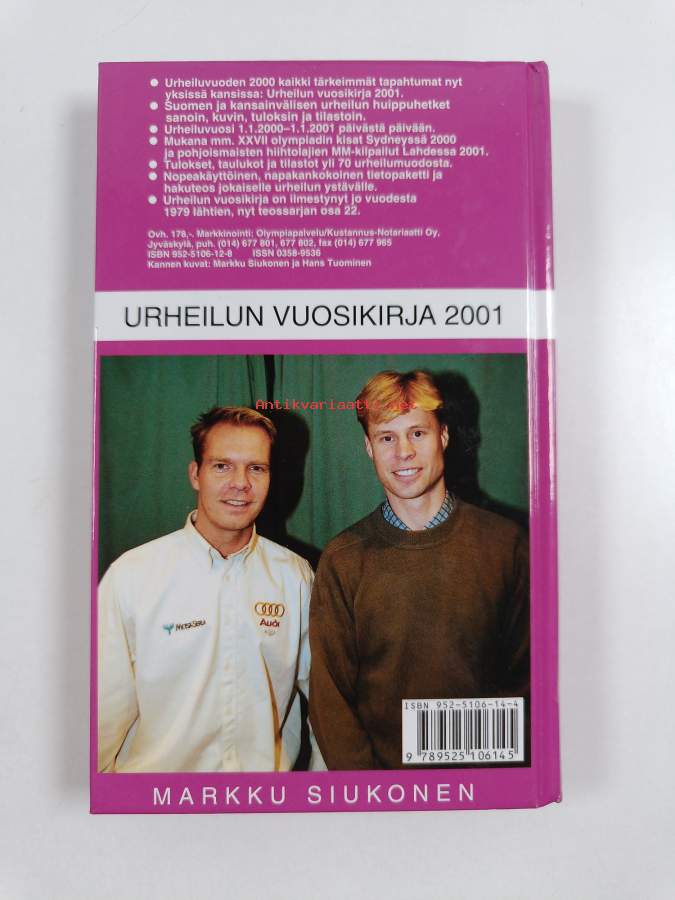 ● Urheiluvuoden 2000 kaikki tärkeimmät tapahtumat nyt
yksissä kansissa: Urheilun vuosikirja 2001.
● Suomen ja kansainvälisen urheilun huippuhetket
sanoin, kuvin, tuloksin ja tilastoin.
● Urheiluvuosi 1.1.2000–1.1.2001 päivästä päivään.
● Mukana mm. XXVII olympiadin kisat Sydneyssä 2000
ja pohjoismaisten hiihtolajien MM-kilpailut Lahdessa 2001.
● Tulokset, taulukot ja tilastot yli 70 urheilumuodosta.
● Nopeakäyttöinen, napakankokoinen tietopaketti ja
hakuteos jokaiselle urheilun ystävälle.
● Urheilun vuosikirja on ilmestynyt jo vuodesta
1979 lähtien, nyt teossarjan osa 22.
Ovh. 178,-. Markkinointi: Olympiapalvelu/Kustannus-Notariaatti Oy,
Jyväskylä, puh. (014) 677 801, 677 802, fax (014) 677 965
ISBN 952-5106-12-8 ISSN 0358-9536
Kannen kuvat: Markku Siukonen ja Hans Tuominen
URHEILUN VUOSIKIRJA 2001
Antikvariaatti.net
Audi
ISBN 952-5106-14-4
9 789525 106145
MARKKU SIUKONEN